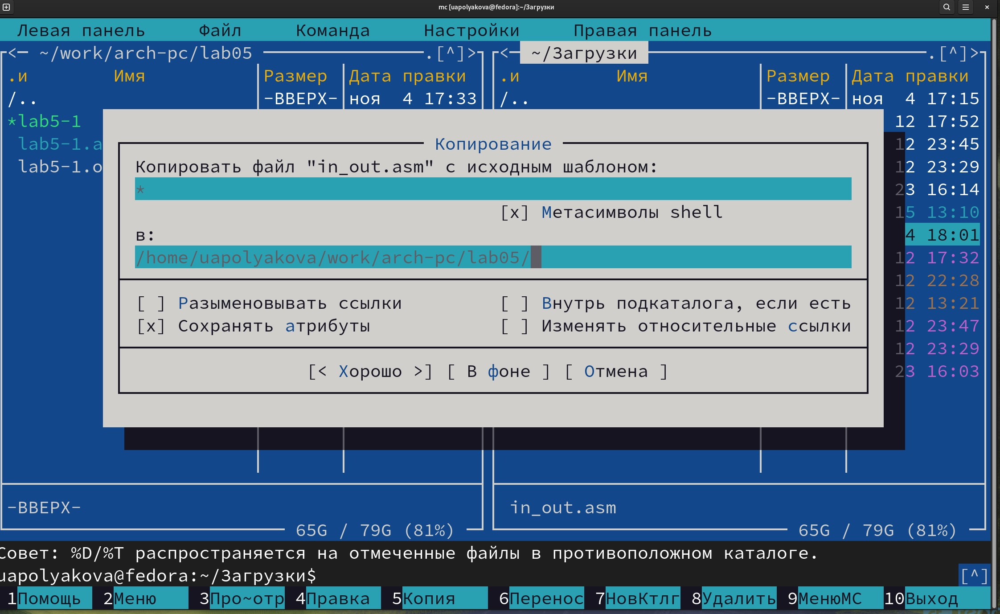 mc [uapolyakova@fedora]:~/Загрузки
Левая панель Файл Команда Настройки Правая панель
<— ~/work/arch-pc/lab05 .[^]> <— ~/Загрузки .[^]>
.и Имя Размер Дата правки .и Имя Размер Дата правки
/.. -ВВЕРХ- ноя 4 17:33 /.. -ВВЕРХ- ноя 4 17:15
*lab5-1 12 17:52
lab5-1.a 12 23:45
lab5-1.o 12 23:29
23 16:14
15 13:10
4 18:01
12 17:32
12 22:28
12 13:21
12 23:47
12 23:29
23 16:03
Копирование
Копировать файл "in_out.asm" с исходным шаблоном:
*
[x] Метасимволы shell
в:
/home/uapolyakova/work/arch-pc/lab05/
[ ] Разыменовывать ссылки [ ] Внутрь подкаталога, если есть
[x] Сохранять атрибуты [ ] Изменять относительные ссылки
[< Хорошо >] [ В фоне ] [ Отмена ]
-ВВЕРХ- in_out.asm
65G / 79G (81%) 65G / 79G (81%)
Совет: %D/%T распространяется на отмеченные файлы в противоположном каталоге.
uapolyakova@fedora:~/Загрузки$ [^]
1Помощь 2Меню 3Про~отр 4Правка 5Копия 6Перенос 7НовКтлг 8Удалить 9МенюМС 10Выход